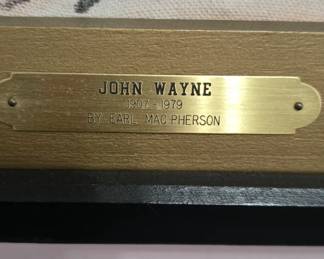 JOHN WAYNE
1907-1979
BY EARL MAC PHERSON